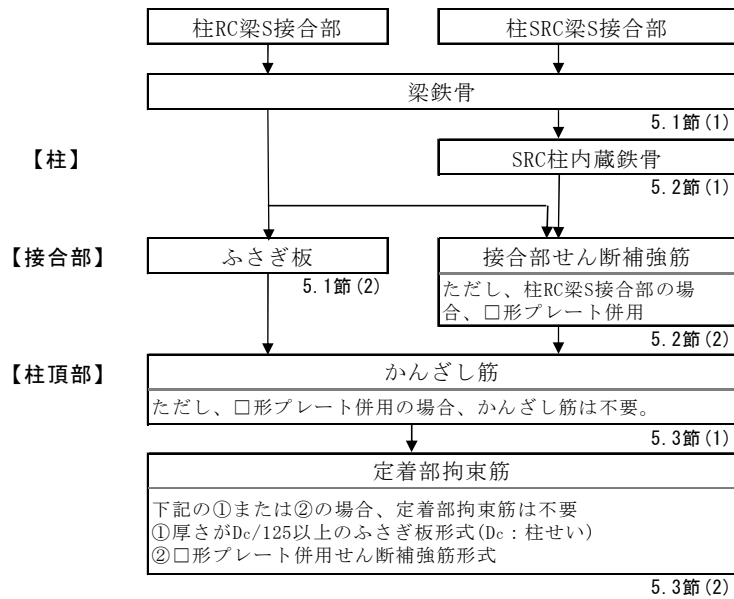 柱RC梁S接合部
柱SRC梁S接合部
梁鉄骨
5.1節(1)
【柱】
SRC柱内蔵鉄骨
5.2節(1)
【接合部】
ふさぎ板
5.1節(2)
接合部せん断補強筋
ただし、柱RC梁S接合部の場
合、□形プレート併用
5.2節(2)
【柱頂部】
かんざし筋
ただし、□形プレート併用の場合、かんざし筋は不要。
5.3節(1)
定着部拘束筋
下記の①または②の場合、定着部拘束筋は不要
①厚さがDc/125以上のふさぎ板形式(Dc：柱せい)
②□形プレート併用せん断補強筋形式
5.3節(2)